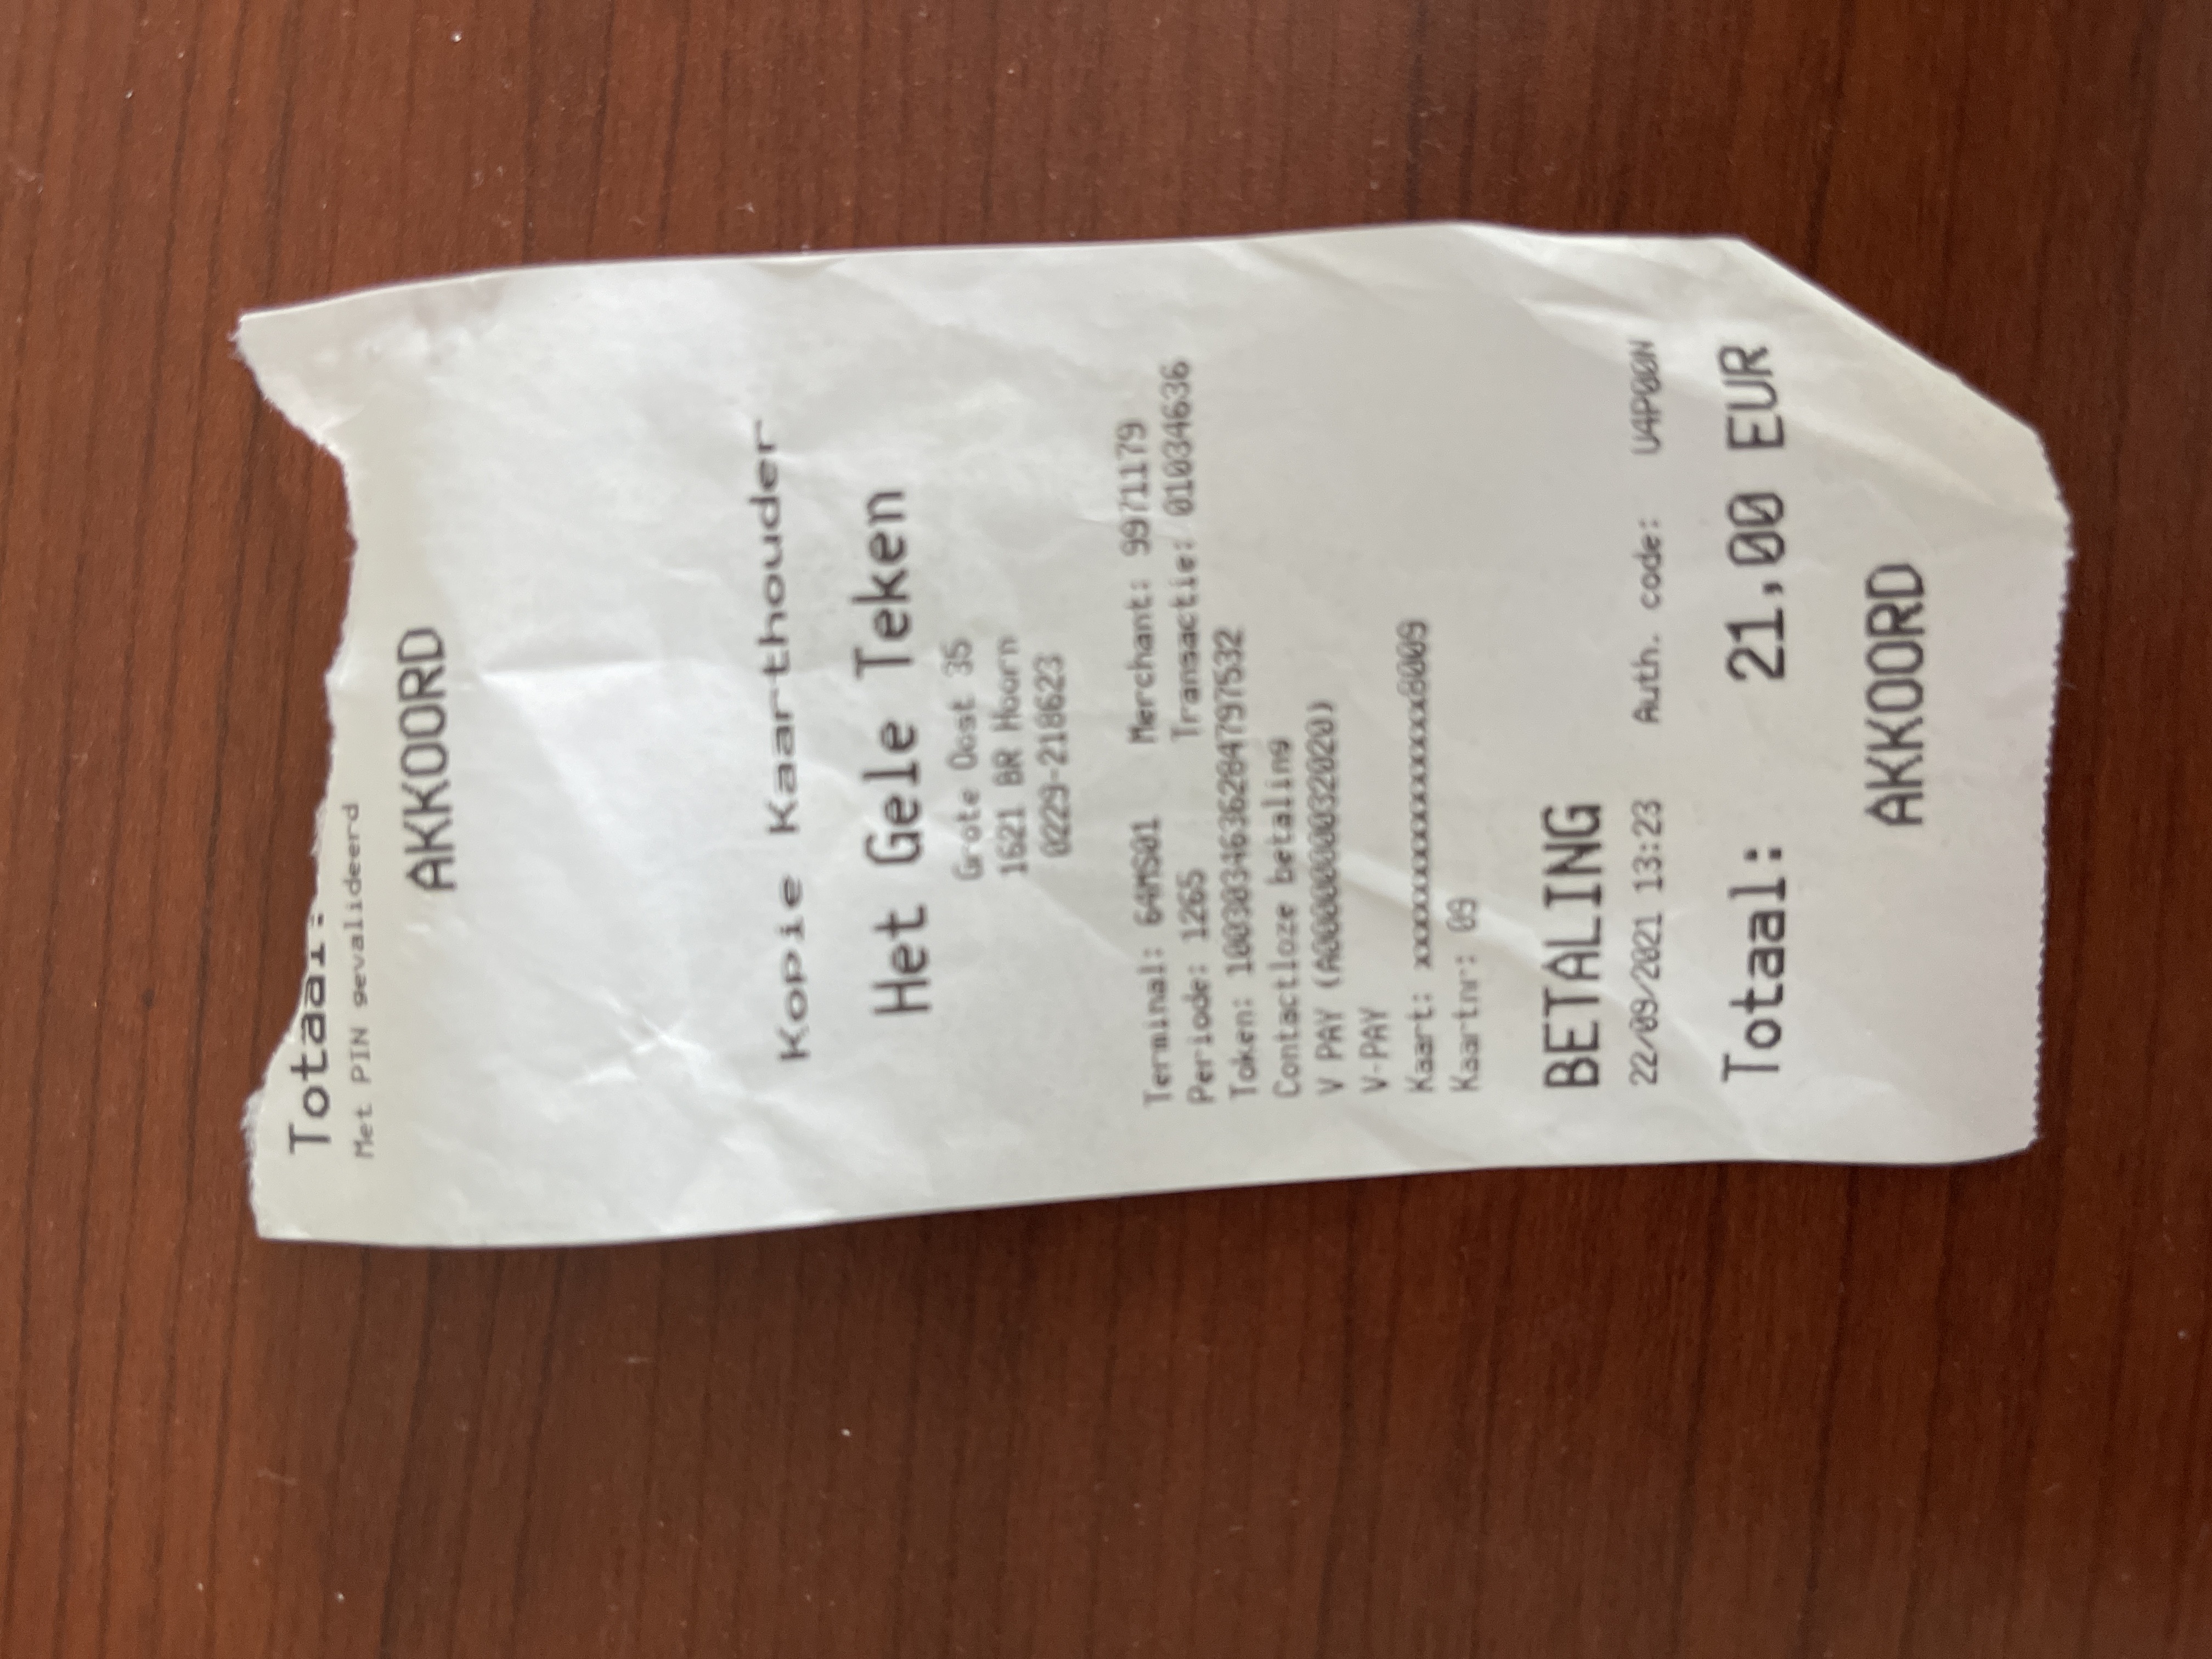 Totaal:
Met PIN gevalideerd
AKKOORD
Kopie Kaarthouder
Het Gele Teken
Grote Oost 35
1621 BR Hoorn
0229-218623
Terminal: 64MS01 Merchant: 9971179
Periode: 1265 Transactie: 01034636
Token: 1003034636284797532
Contactloze betaling
V PAY (A0000000032020)
V-PAY
Kaart: xxxxxxxxxxxxxxx8009
Kaartnr: 09
BETALING
22/09/2021 13:23 Auth. code: U4P00N
Totaal: 21,00 EUR
AKKOORD